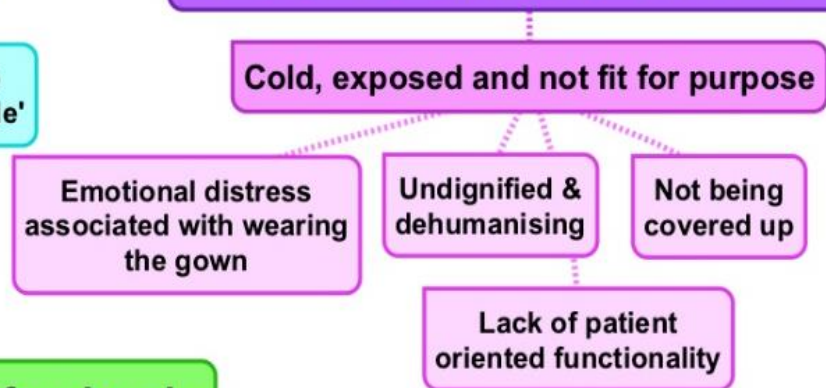 Cold, exposed and not fit for purpose
Emotional distress
associated with wearing
the gown
Undignified &
dehumanising
Not being
covered up
Lack of patient
oriented functionality